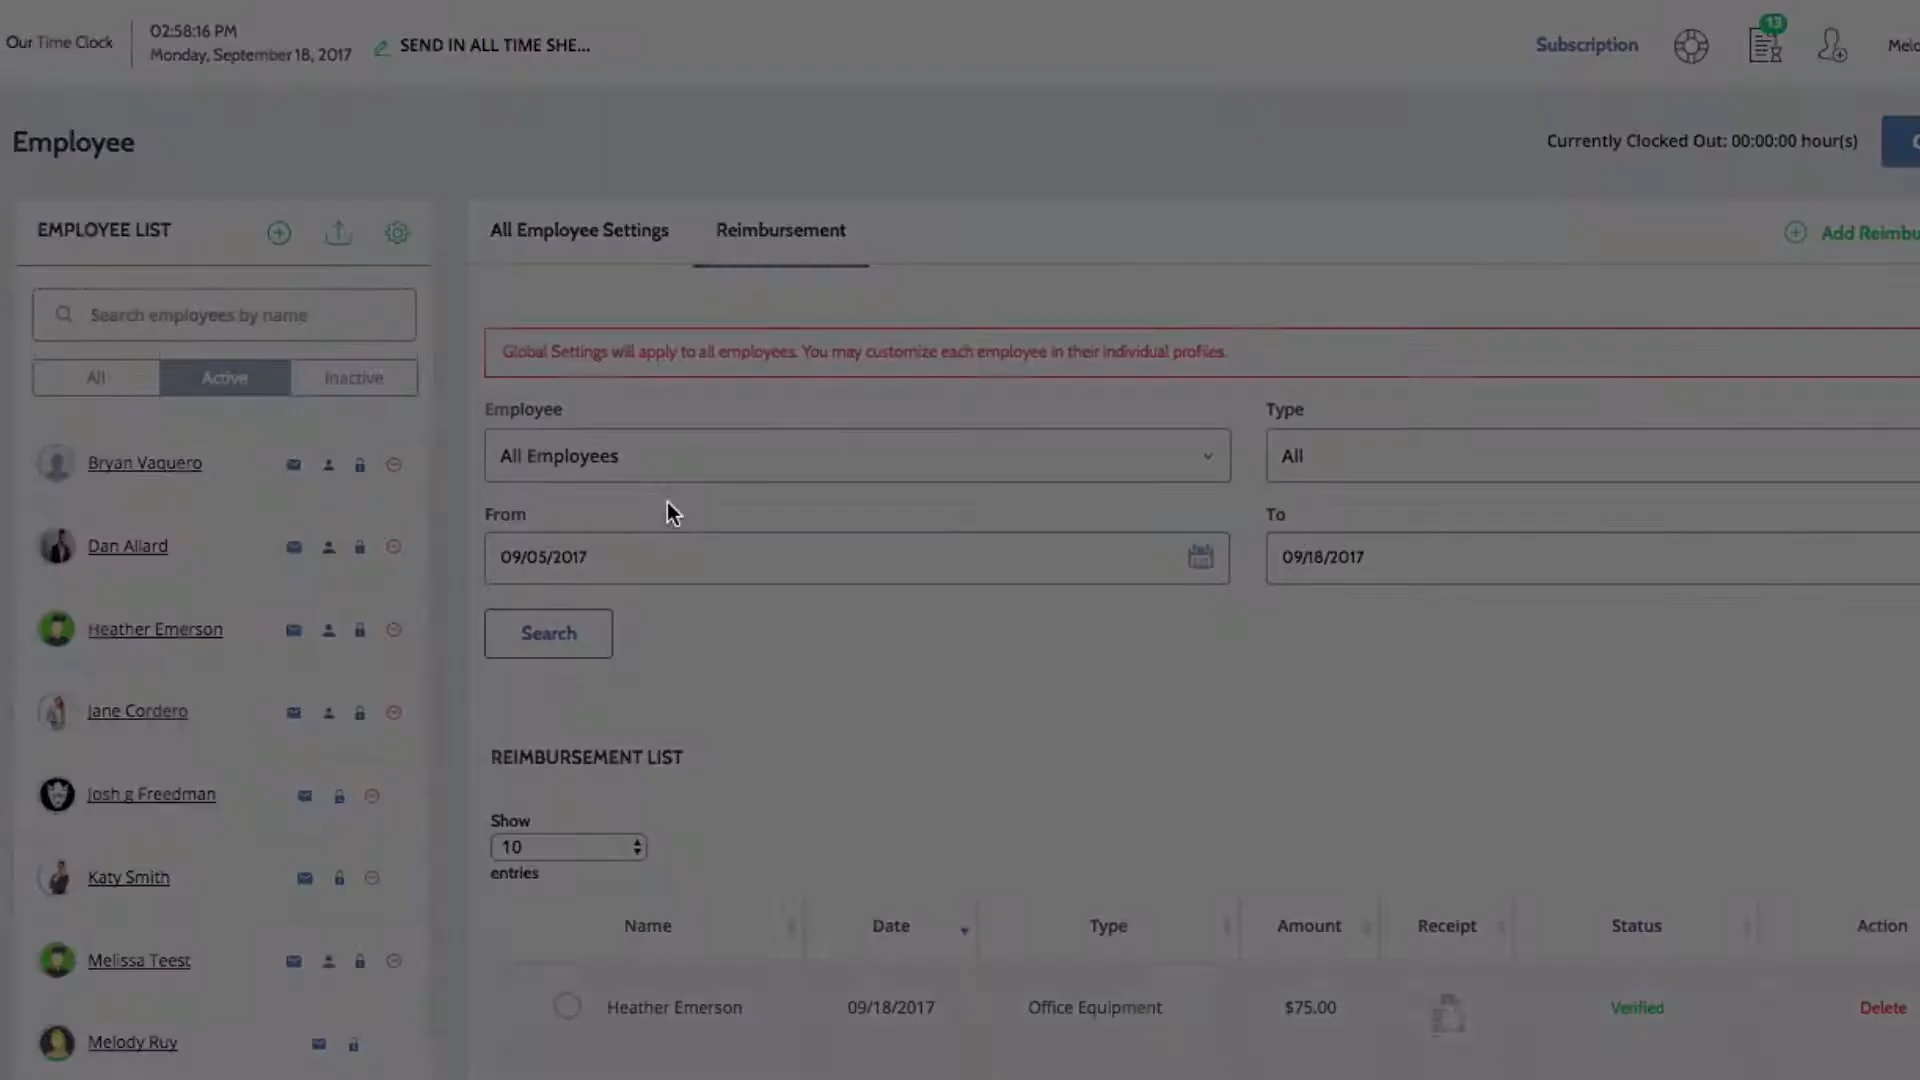 Our Time Clock
02:58:16 PM
Monday, September 18, 2017
SEND IN ALL TIME SHE...
Subscription
13
Employee
Currently Clocked Out: 00:00:00 hour(s)
EMPLOYEE LIST
All Employee Settings
Reimbursement
Add Reimbu
Search employees by name
All
Active
Inactive
Global Settings will apply to all employees. You may customize each employee in their individual profiles.
Employee
Type
All Employees
All
From
To
09/05/2017
09/18/2017
Search
Bryan Vaquero
Dan Allard
Heather Emerson
Jane Cordero
Josh g Freedman
Katy Smith
Melissa Teest
Melody Ruy
REIMBURSEMENT LIST
Show
10
entries
Name
Date
Type
Amount
Receipt
Status
Action
Heather Emerson
09/18/2017
Office Equipment
$75.00
Verified
Delete